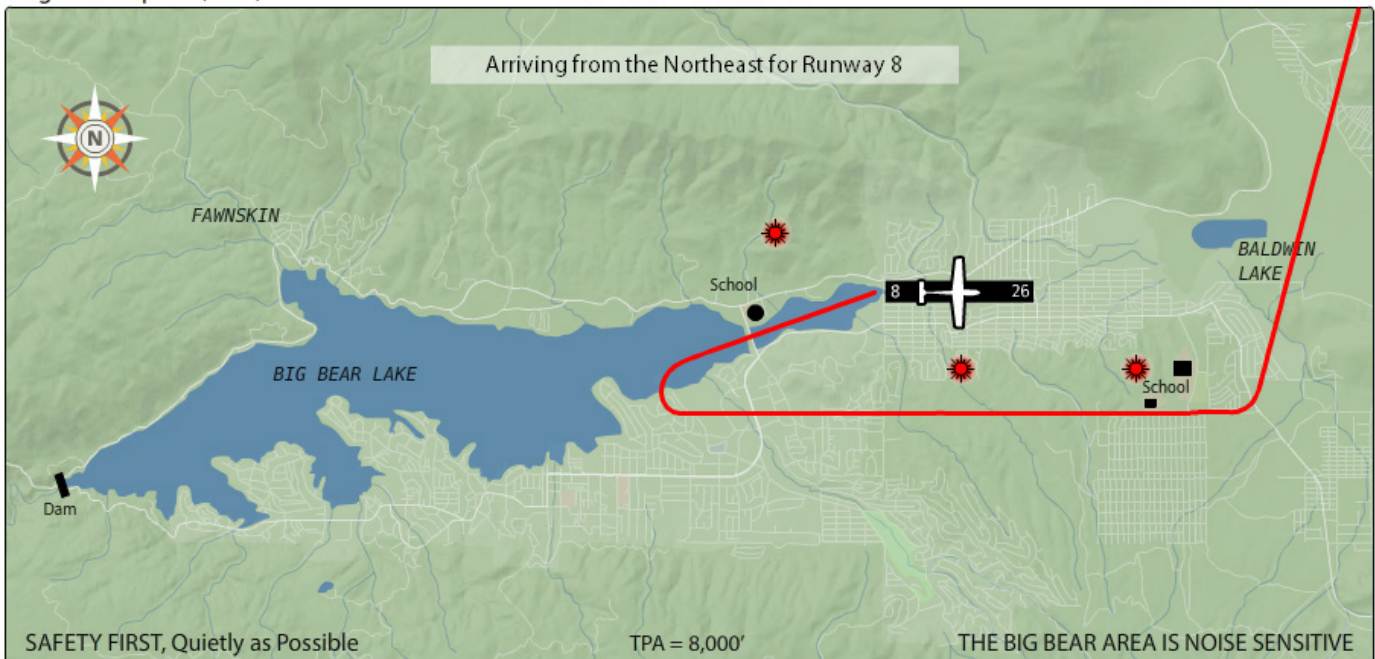 Arriving from the Northeast for Runway 8
N
FAWNSKIN
BALDWIN
LAKE
School
8 26
BIG BEAR LAKE
School
Dam
SAFETY FIRST, Quietly as Possible TPA = 8,000’ THE BIG BEAR AREA IS NOISE SENSITIVE